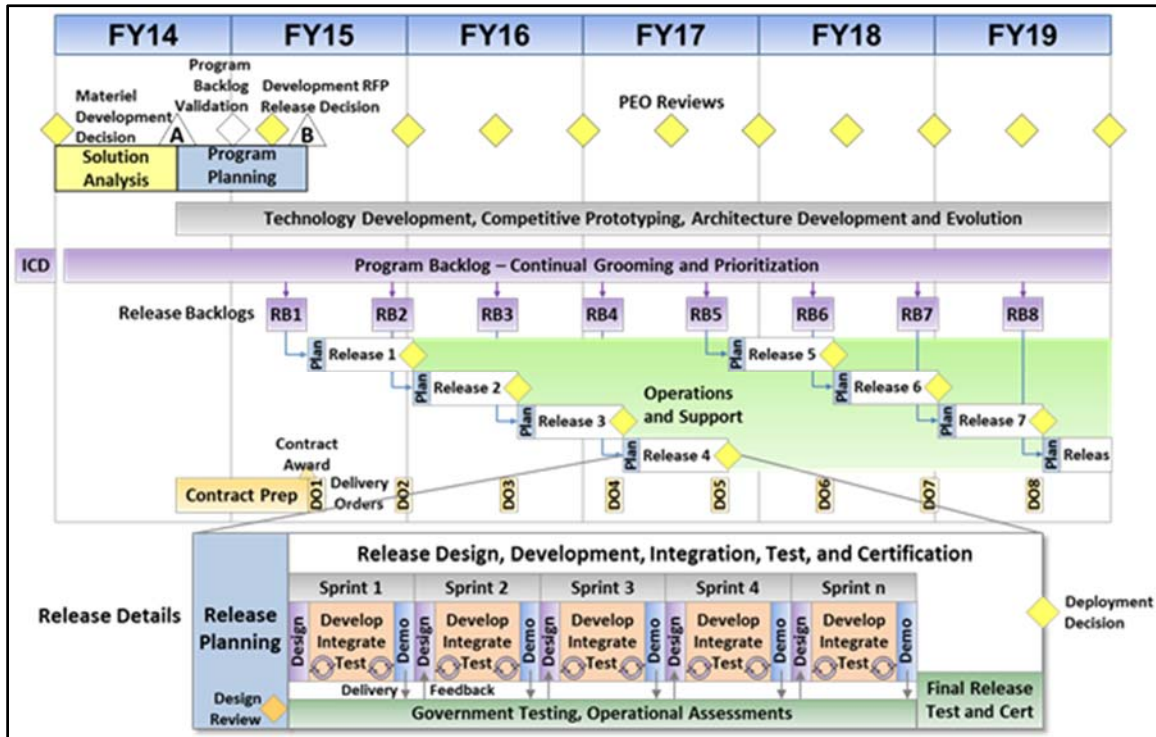 FY14 FY15 FY16 FY17 FY18 FY19
Materiel
Development
Decision
A
Program
Backlog
Validation
Development RFP
Release Decision
B
PEO Reviews
Solution
Analysis
Program
Planning
Technology Development, Competitive Prototyping, Architecture Development and Evolution
ICD
Program Backlog – Continual Grooming and Prioritization
Release Backlogs
RB1 RB2 RB3 RB4 RB5 RB6 RB7 RB8
Plan Release 1
Plan Release 5
Plan Release 2
Plan Release 6
Operations
and Support
Plan Release 3
Plan Release 7
Plan Release 4
Plan Releas
Contract
Award
Contract Prep
Delivery
Orders
DO1 DO2 DO3 DO4 DO5 DO6 DO7 DO8
Release Details
Release
Planning
Design
Review
Release Design, Development, Integration, Test, and Certification
Sprint 1 Sprint 2 Sprint 3 Sprint 4 Sprint n
Design
Develop
Integrate
Test
Demo
Design
Develop
Integrate
Test
Demo
Design
Develop
Integrate
Test
Demo
Design
Develop
Integrate
Test
Demo
Design
Develop
Integrate
Test
Demo
Delivery Feedback
Government Testing, Operational Assessments
Final Release
Test and Cert
Deployment
Decision